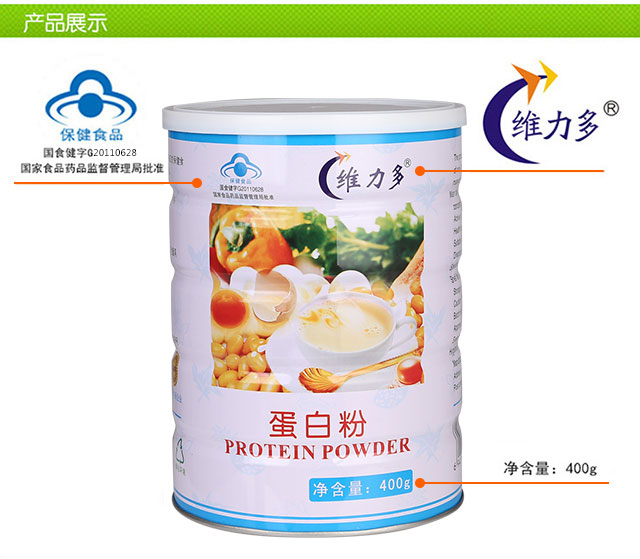 产品展示
保健食品
国食健字G20110628
国家食品药品监督管理局批准
维力多®
保健食品
国食健字G20110628
国家食品药品监督管理局批准
维力多®
蛋白粉
PROTEIN POWDER
净含量：400g
净含量：400g